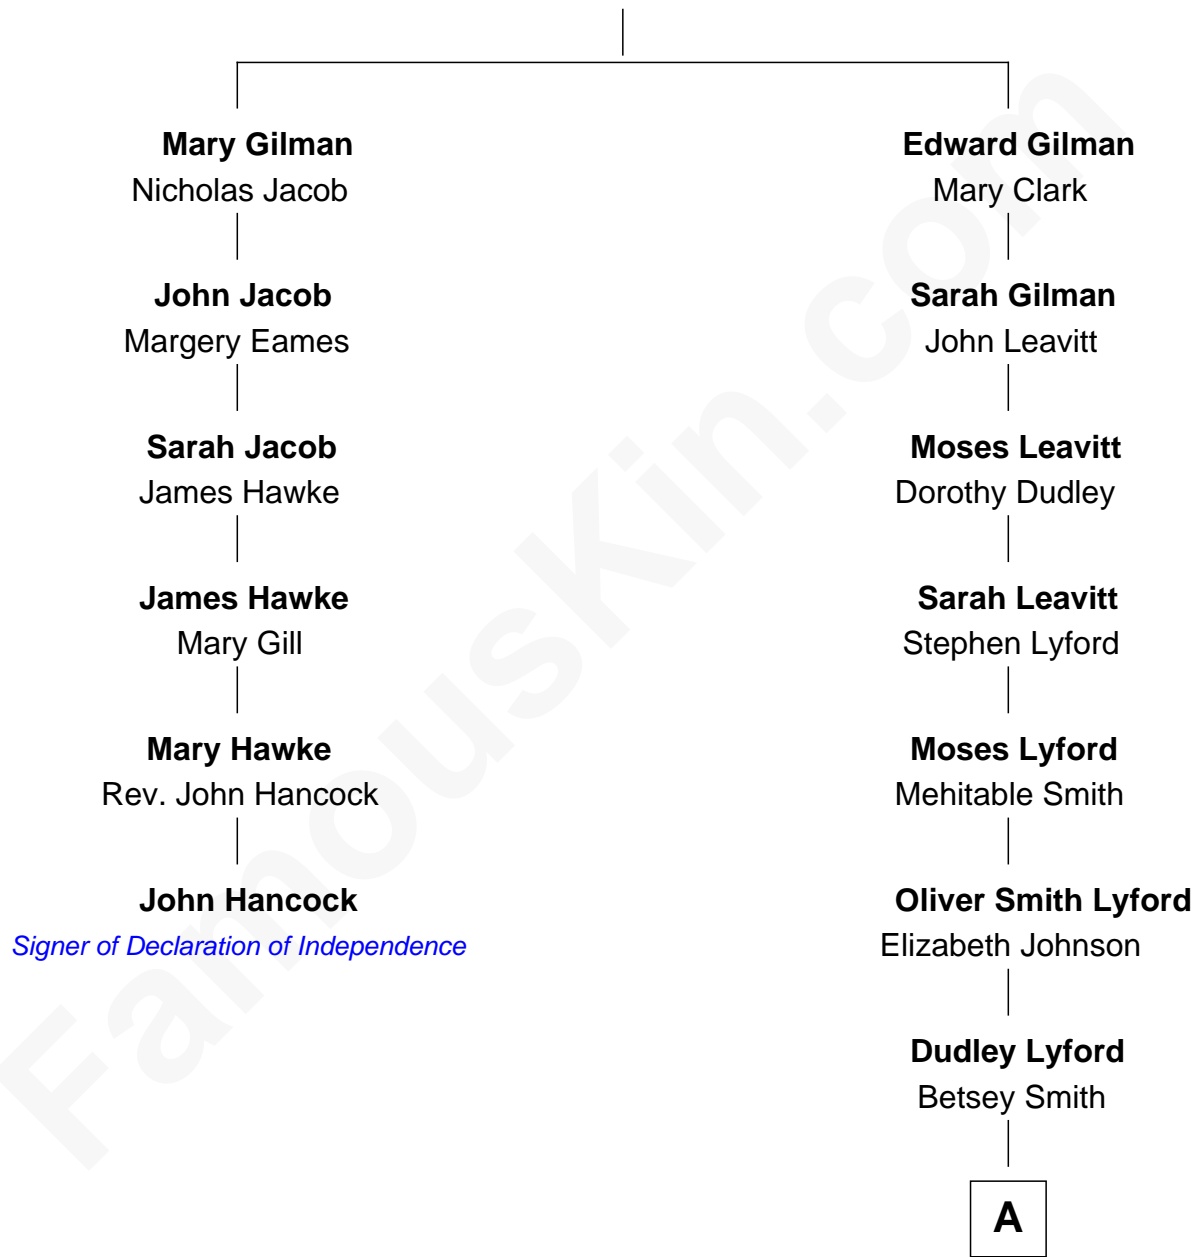 Mary Gilman
Nicholas Jacob
John Jacob
Margery Eames
Sarah Jacob
James Hawke
James Hawke
Mary Gill
Mary Hawke
Rev. John Hancock
John Hancock
Signer of Declaration of Independence
Edward Gilman
Mary Clark
Sarah Gilman
John Leavitt
Moses Leavitt
Dorothy Dudley
Sarah Leavitt
Stephen Lyford
Moses Lyford
Mehitable Smith
Oliver Smith Lyford
Elizabeth Johnson
Dudley Lyford
Betsey Smith
A
FamousKin.com